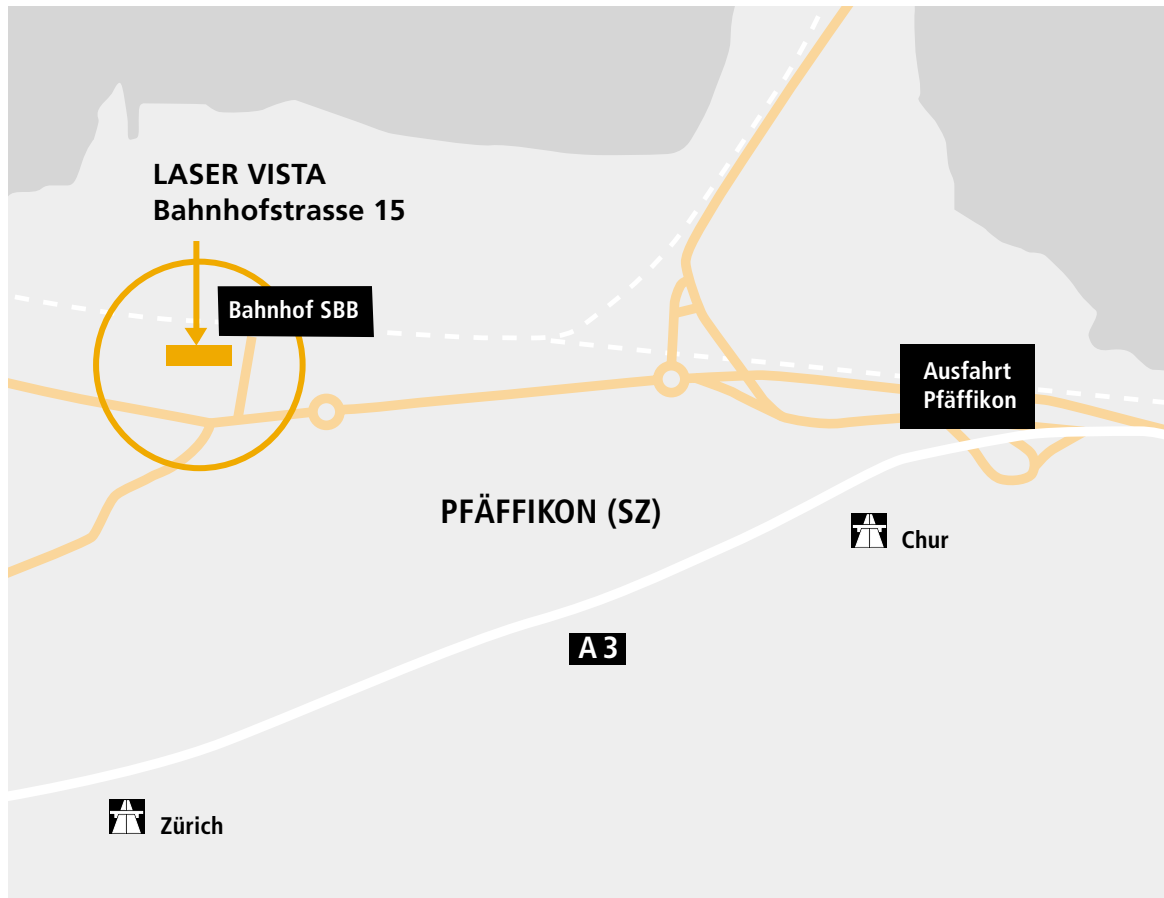 LASER VISTA
Bahnhofstrasse 15
Bahnhof SBB
Ausfahrt
Pfäffikon
PFÄFFIKON (SZ)
Chur
A 3
Zürich